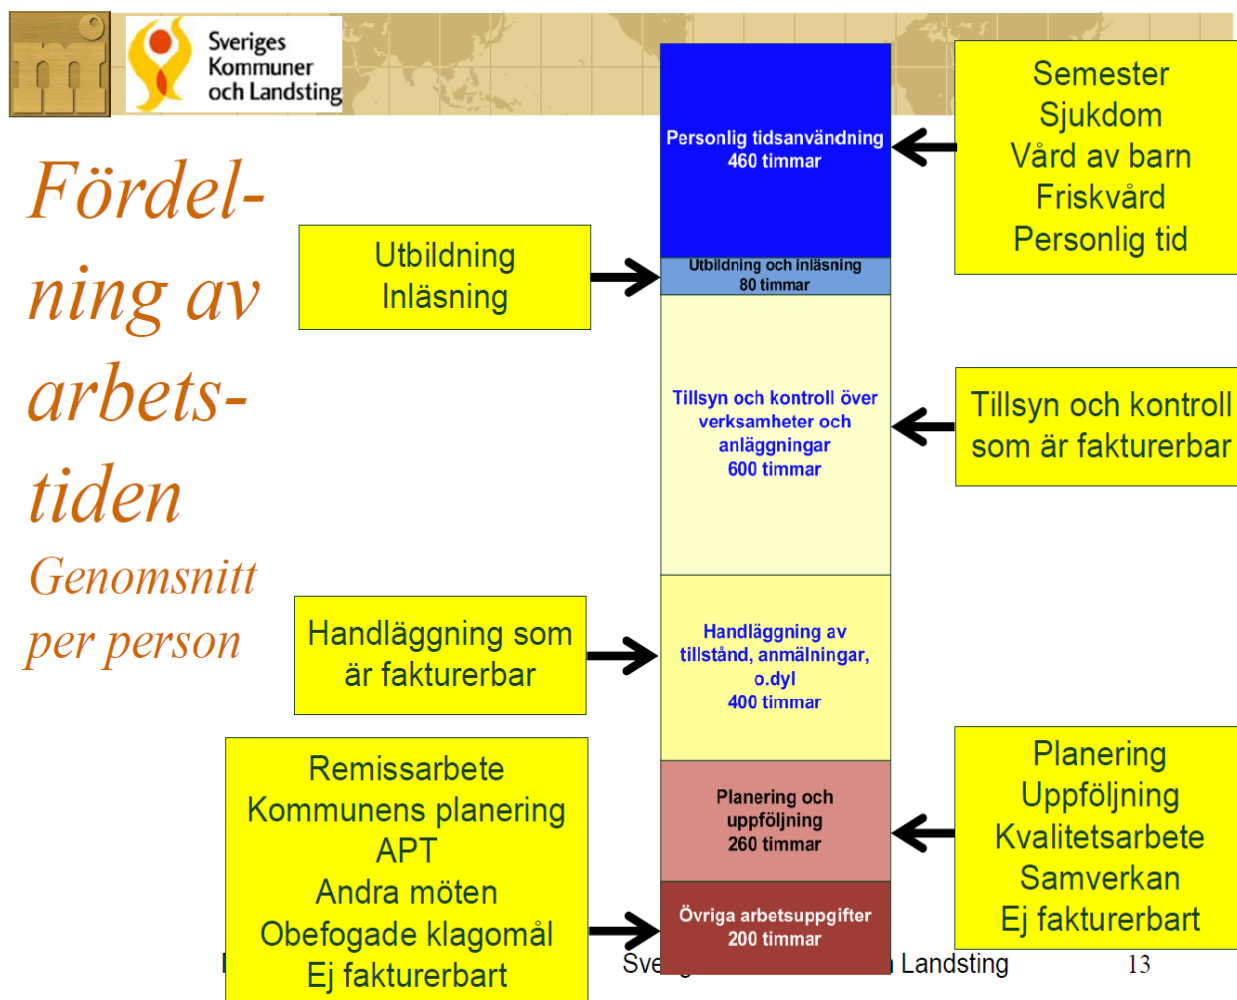 Sveriges
Kommuner
och Landsting
Fördel-
ning av
arbets-
tiden
Genomsnitt
per person
Personlig tidsanvändning
460 timmar
Semester
Sjukdom
Vård av barn
Friskvård
Personlig tid
Utbildning
Inläsning
Utbildning och inläsning
80 timmar
Tillsyn och kontroll över
verksamheter och
anläggningar
600 timmar
Tillsyn och kontroll
som är fakturerbar
Handläggning som
är fakturerbar
Handläggning av
tillstånd, anmälningar,
o.dyl
400 timmar
Remissarbete
Kommunens planering
APT
Andra möten
Obefogade klagomål
Ej fakturerbart
Planering och
uppföljning
260 timmar
Planering
Uppföljning
Kvalitetsarbete
Samverkan
Ej fakturerbart
Övriga arbetsuppgifter
200 timmar
Landsting
13